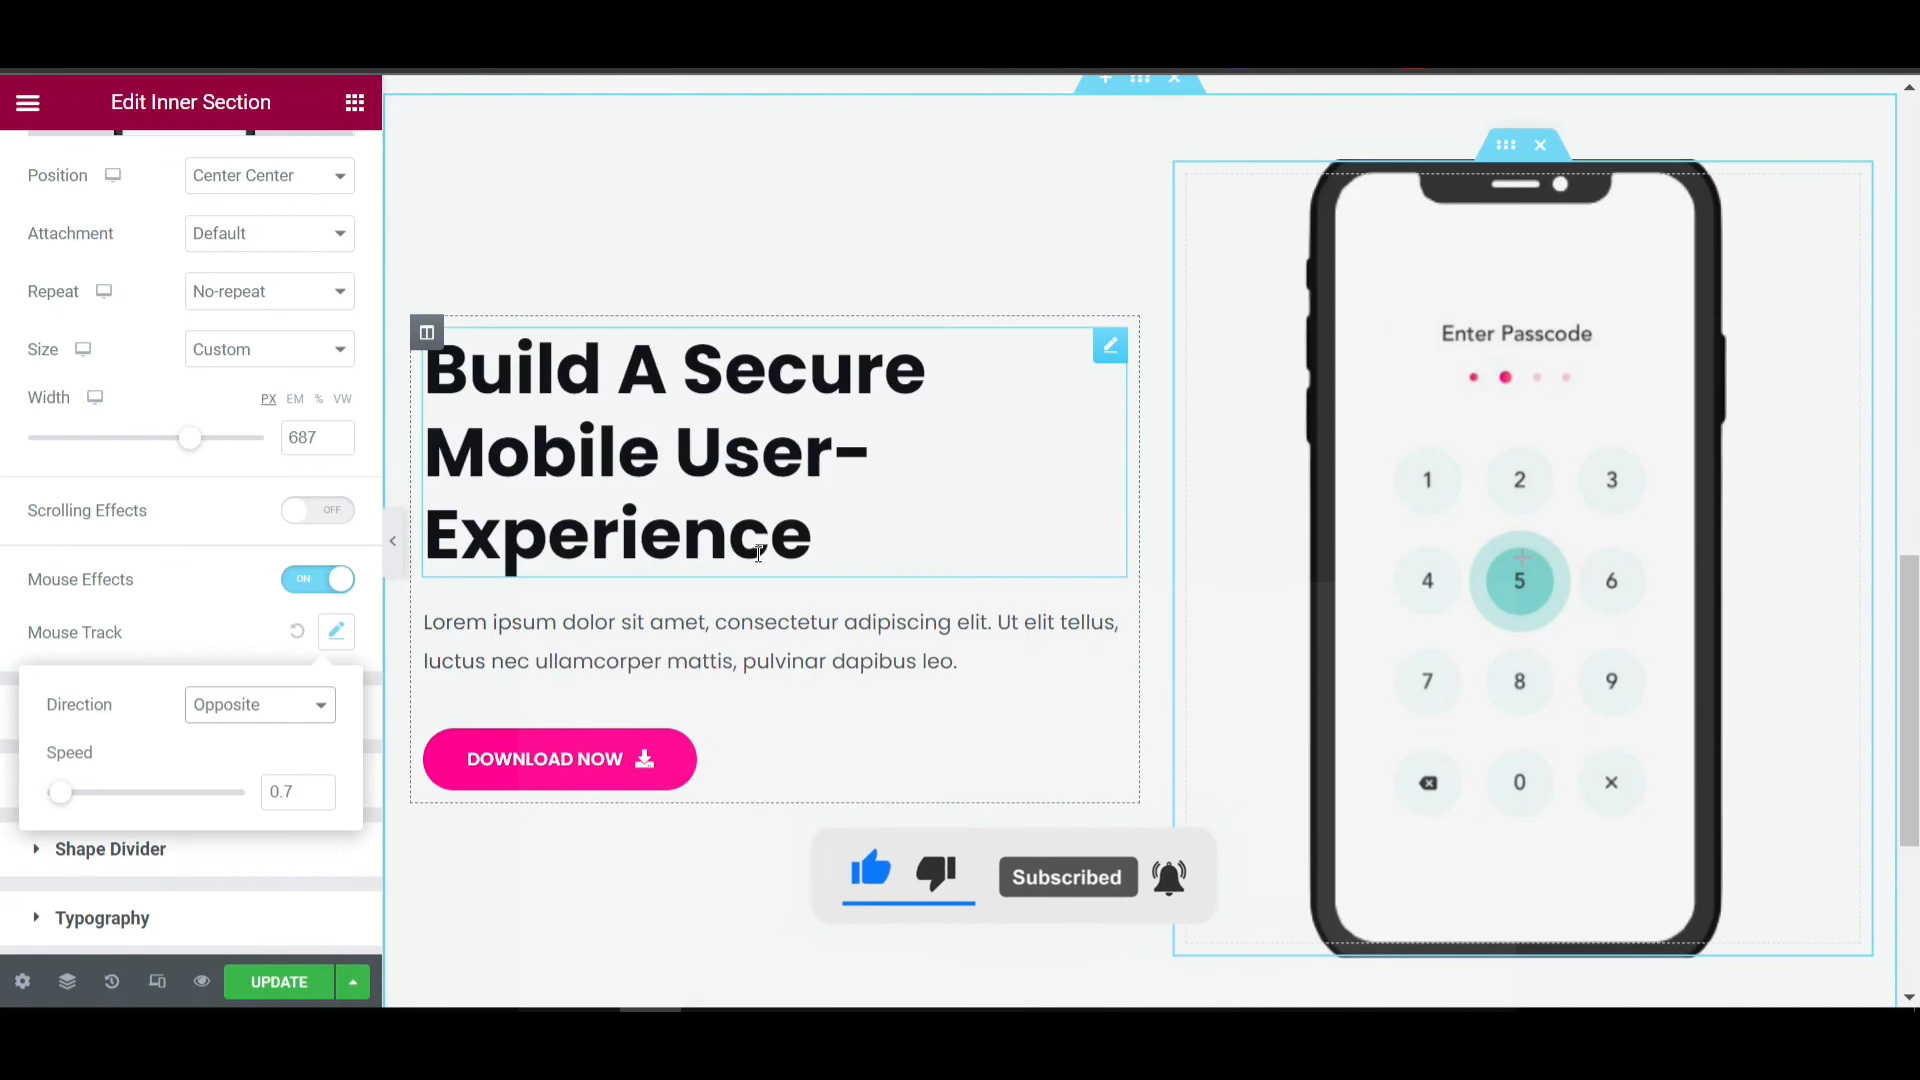 Edit Inner Section
Position
Center Center
Attachment
Default
Repeat
No-repeat
Size
Custom
Width
PX EM % VW
687
Scrolling Effects
OFF
Mouse Effects
ON
Mouse Track
Direction
Opposite
Speed
0.7
Shape Divider
Typography
UPDATE
Build A Secure
Mobile User-
Experience
Lorem ipsum dolor sit amet, consectetur adipiscing elit. Ut elit tellus,
luctus nec ullamcorper mattis, pulvinar dapibus leo.
DOWNLOAD NOW
Subscribed
Enter Passcode
1 2 3
4 5 6
7 8 9
0